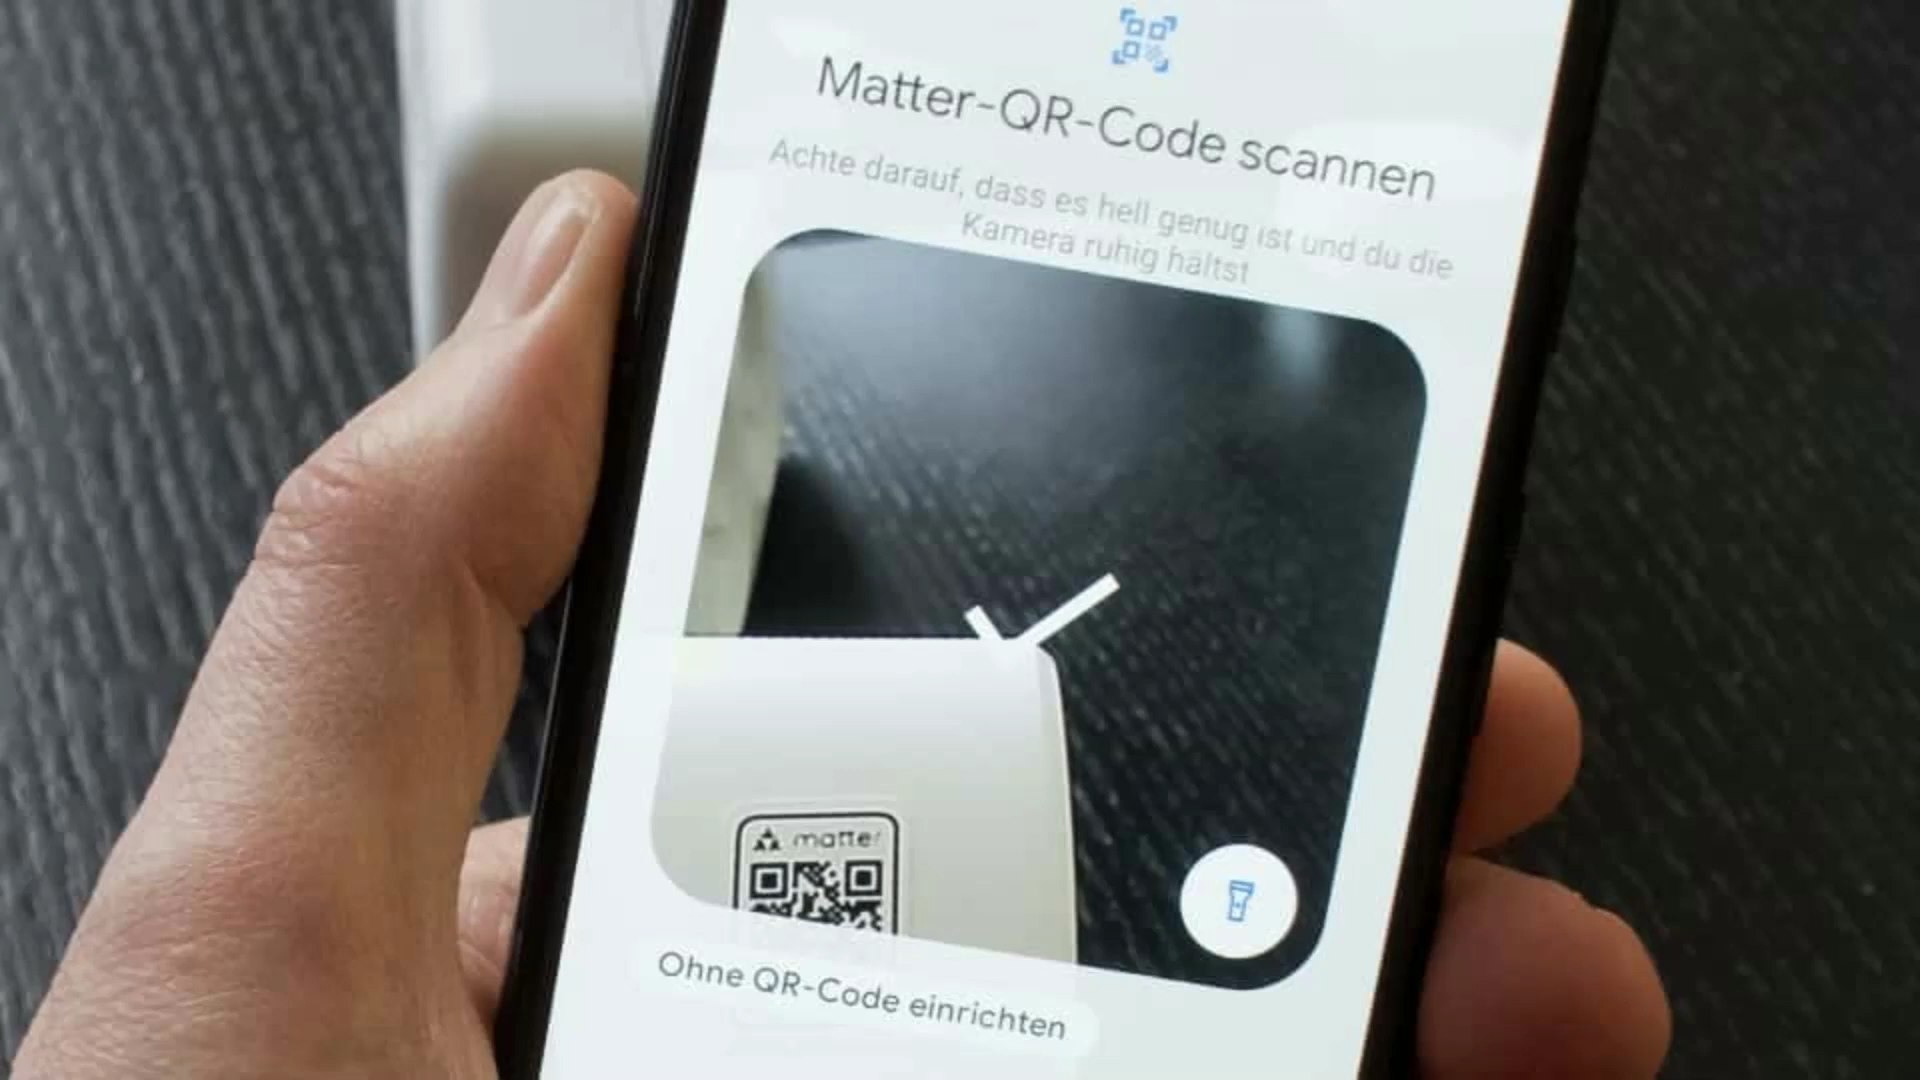 Matter-QR-Code scannen
Achte darauf, dass es hell genug ist und du die
Kamera ruhig hältst
matter
Ohne QR-Code einrichten